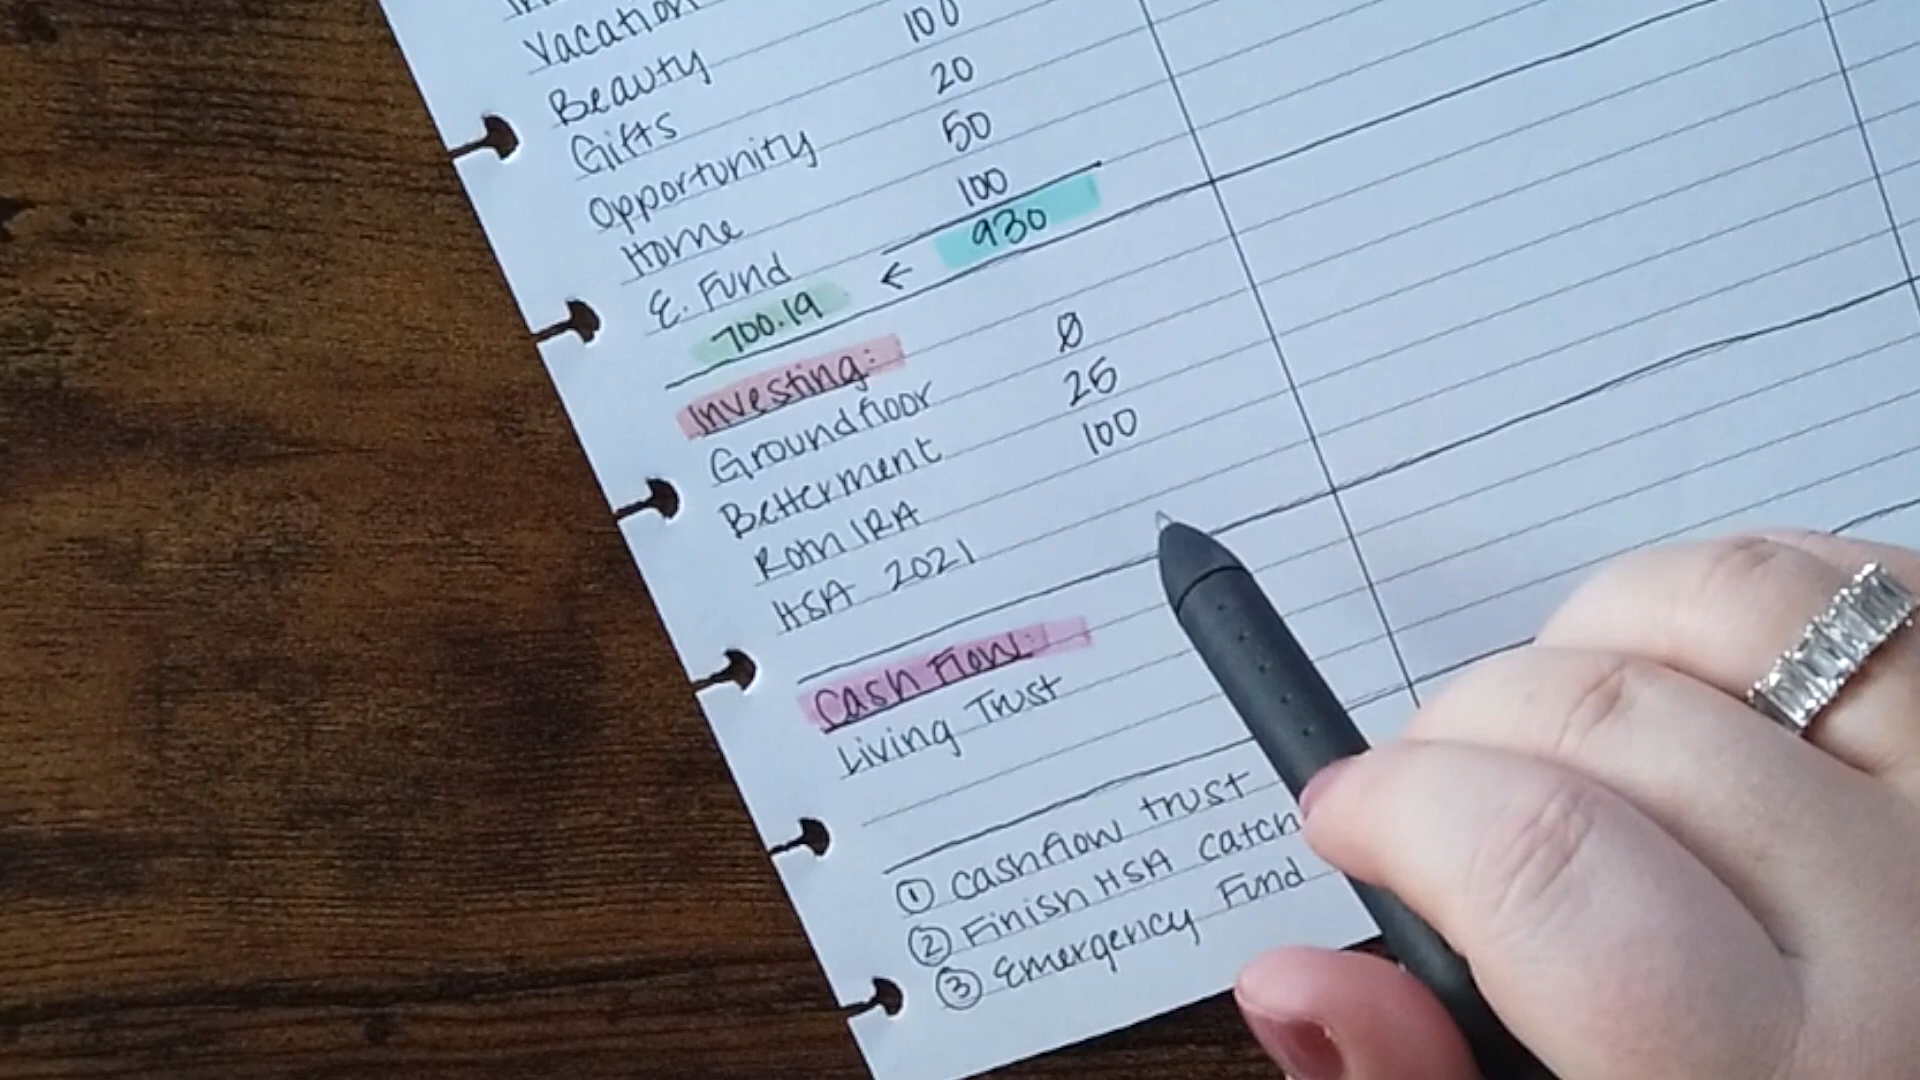 Vacation
Beauty
Gifts 100
Opportunity 20
Home 50
E. Fund 100
700.19 ← 930
Investing:
Groundfloor Ø
Betterment 25
Roth IRA 100
HSA 2021
Cash Flow:
Living Trust
① cashflow trust
② Finish HSA catch
③ Emergency Fund